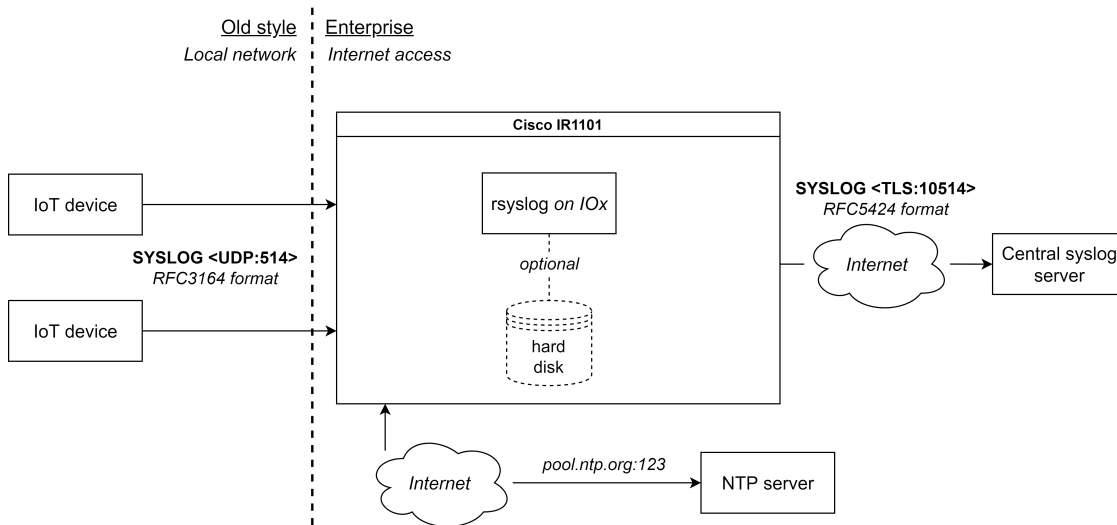 Old style
Local network
Enterprise
Internet access
Cisco IR1101
IoT device
rsyslog on IOx
SYSLOG <TLS:10514>
RFC5424 format
SYSLOG <UDP:514>
RFC3164 format
optional
Internet
Central syslog
server
IoT device
hard
disk
Internet
pool.ntp.org:123
NTP server